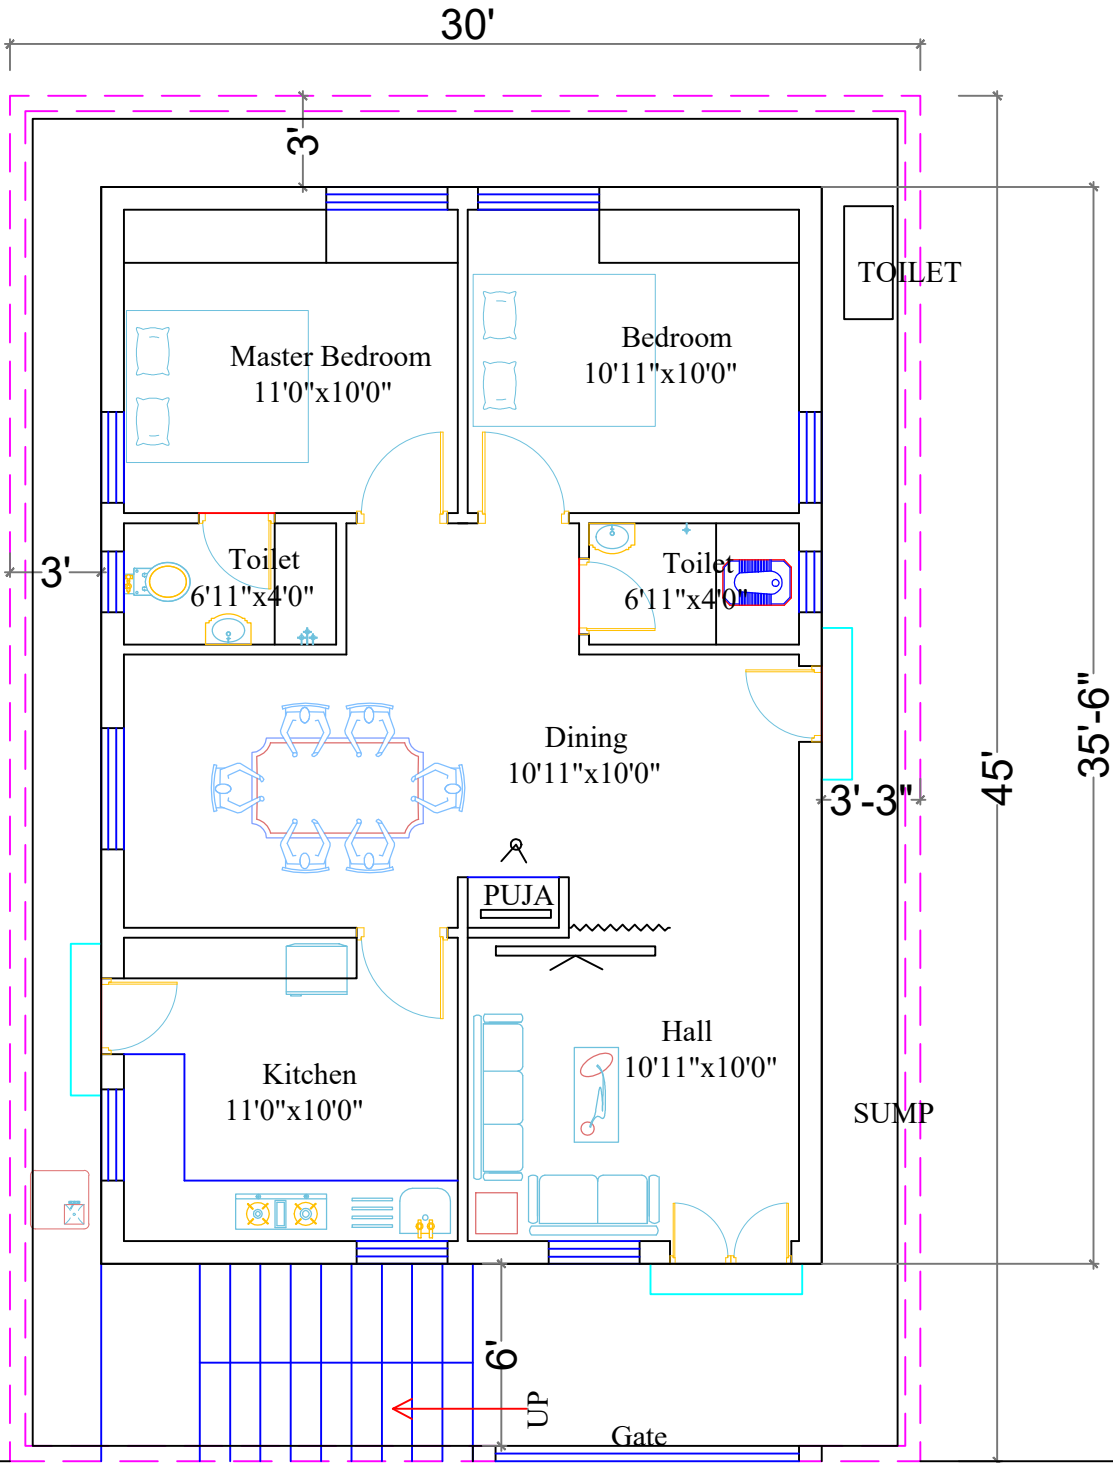 30'
3'
TOILET
Master Bedroom
11'0"x10'0"
Bedroom
10'11"x10'0"
3'
Toilet
6'11"x4'0"
Toilet
6'11"x4'0"
35'-6"
45'
Dining
10'11"x10'0"
3'-3"
PUJA
Hall
10'11"x10'0"
Kitchen
11'0"x10'0"
SUMP
6'
UP
Gate